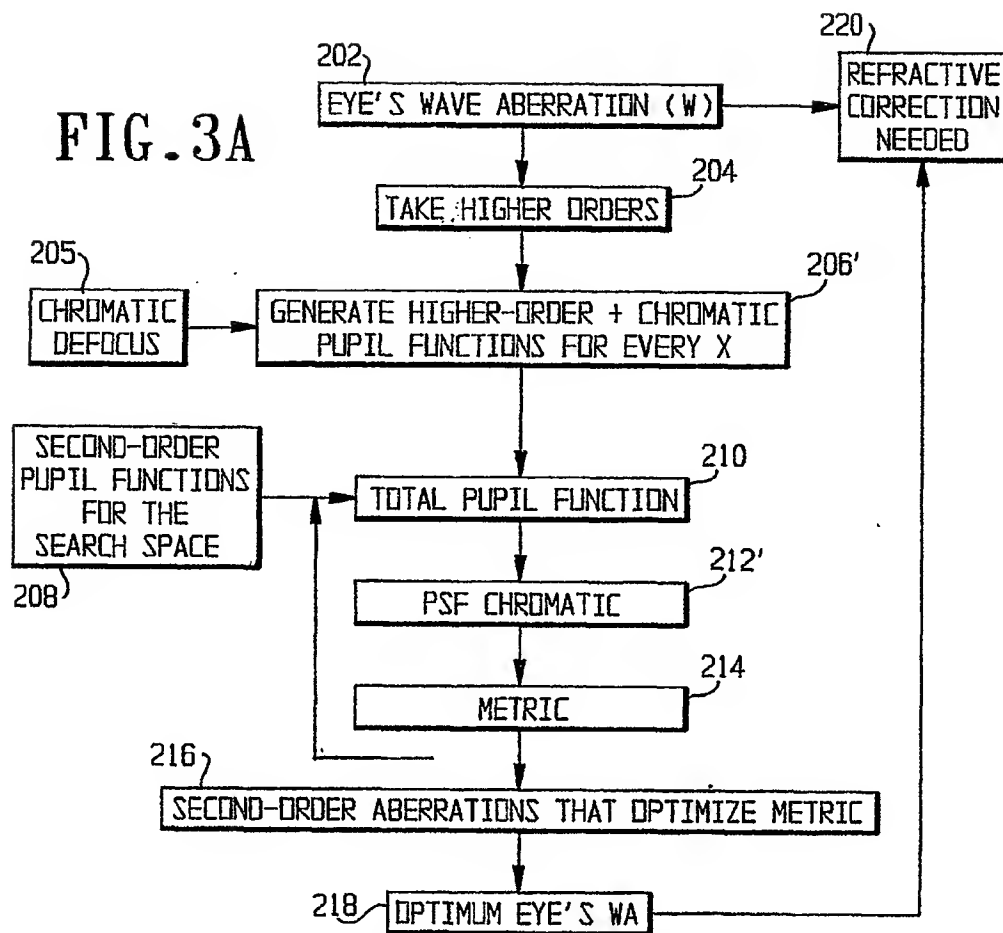 FIG.3A
202
EYE'S WAVE ABERRATION (W)
220
REFRACTIVE
CORRECTION
NEEDED
204
TAKE HIGHER ORDERS
205
CHROMATIC
DEFOCUS
206'
GENERATE HIGHER-ORDER + CHROMATIC
PUPIL FUNCTIONS FOR EVERY X
SECOND-ORDER
PUPIL FUNCTIONS
FOR THE
SEARCH SPACE
208
210
TOTAL PUPIL FUNCTION
212'
PSF CHROMATIC
214
METRIC
216
SECOND-ORDER ABERRATIONS THAT OPTIMIZE METRIC
218
OPTIMUM EYE'S WA